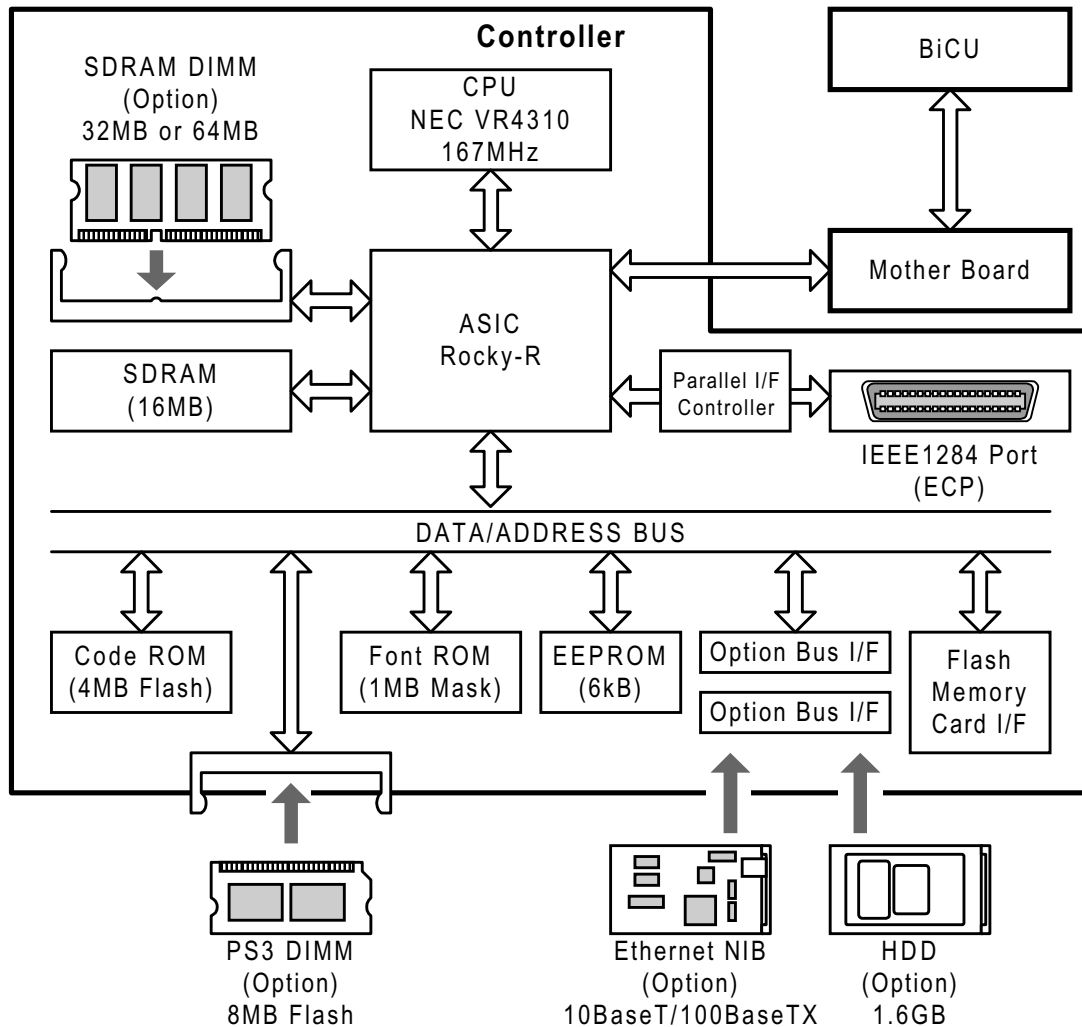 Controller
SDRAM DIMM
(Option)
32MB or 64MB
CPU
NEC VR4310
167MHz
BiCU
Mother Board
ASIC
Rocky-R
SDRAM
(16MB)
Parallel I/F
Controller
IEEE1284 Port
(ECP)
DATA/ADDRESS BUS
Code ROM
(4MB Flash)
Font ROM
(1MB Mask)
EEPROM
(6kB)
Option Bus I/F
Option Bus I/F
Flash
Memory
Card I/F
PS3 DIMM
(Option)
8MB Flash
Ethernet NIB
(Option)
10BaseT/100BaseTX
HDD
(Option)
1.6GB